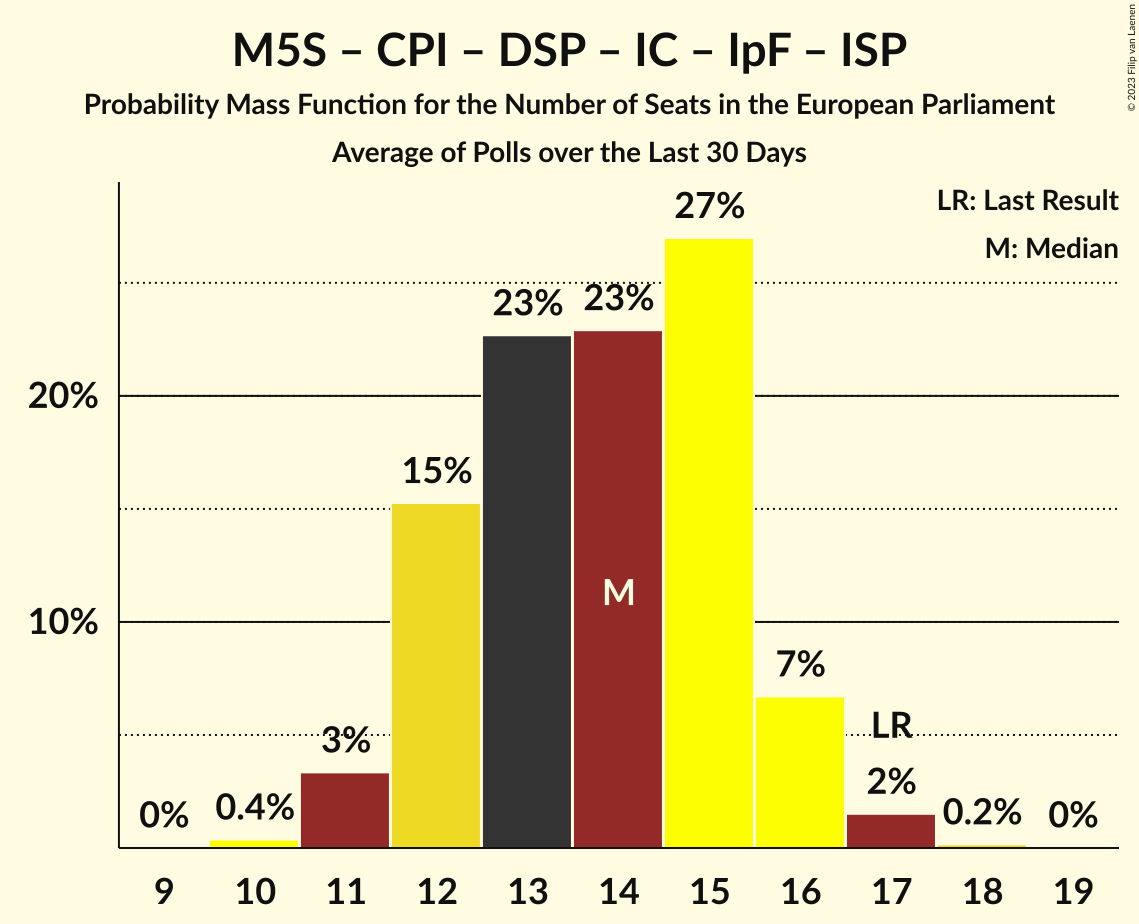 M5S – CPI – DSP – IC – IpF – ISP
Probability Mass Function for the Number of Seats in the European Parliament
Average of Polls over the Last 30 Days
© 2023 Filip van Laenen
LR: Last Result
M: Median
27%
23%
23%
20%
15%
M
10%
7%
LR
3%
2%
0%
0.4%
0.2%
0%
9 10 11 12 13 14 15 16 17 18 19